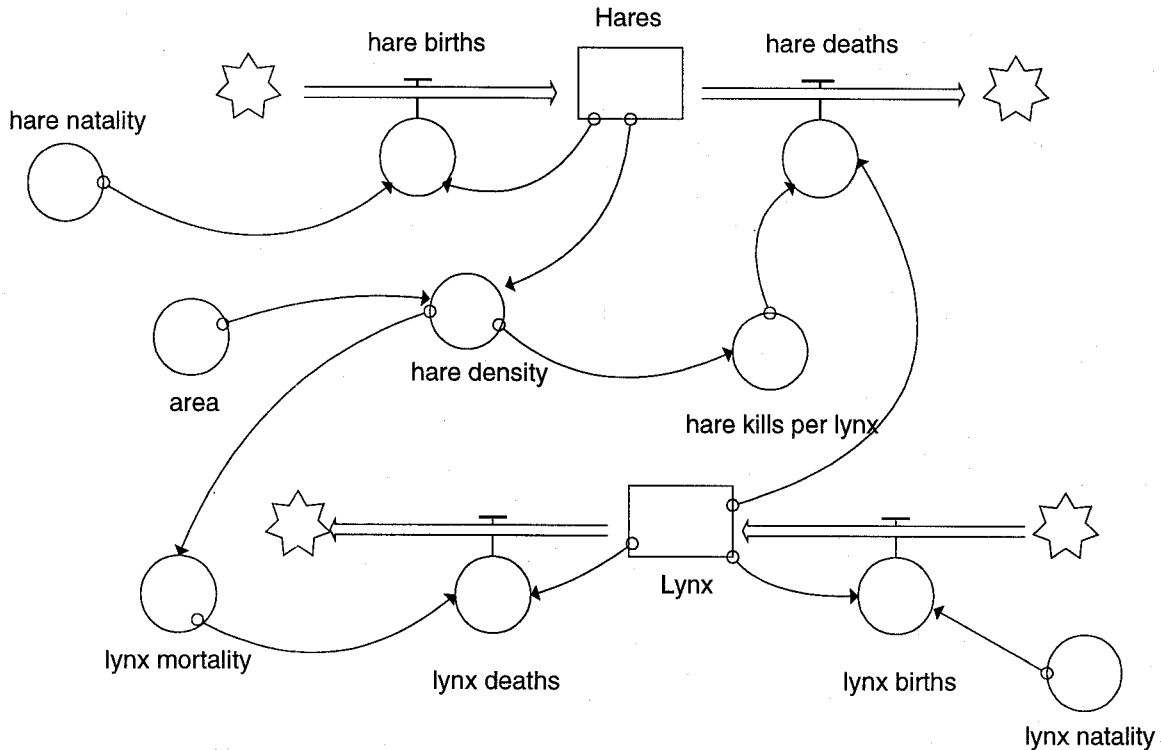 Hares
hare births
hare deaths
hare natality
hare density
area
hare kills per lynx
Lynx
lynx mortality
lynx deaths
lynx births
lynx natality